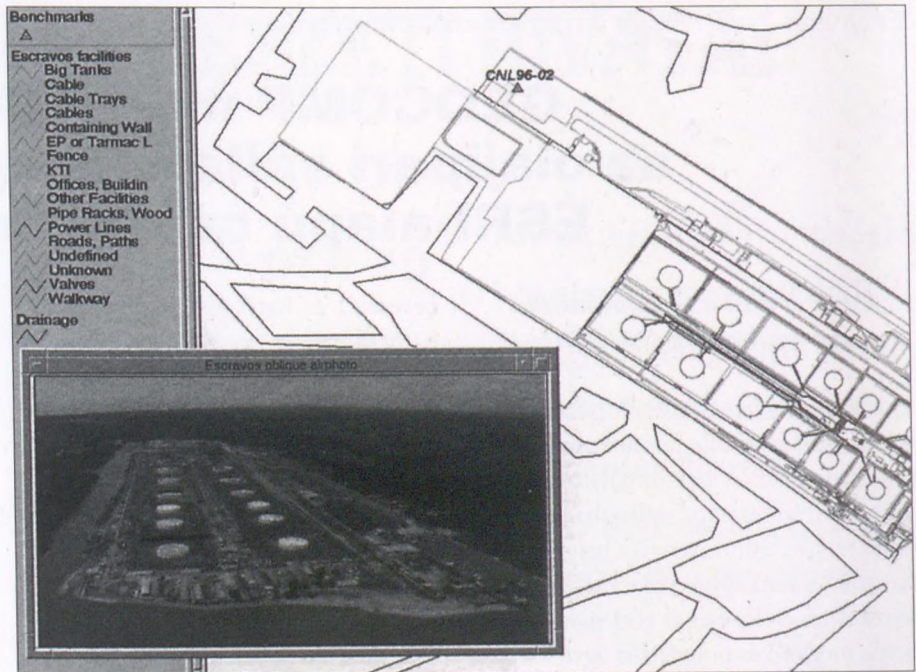 Benchmarks
Escravos facilities
Big Tanks
Cable
Cable Trays
Cables
Containing Wall
EP or Tarmac L
Fence
KTI
Offices, Buildin
Other Facilities
Pipe Racks, Wood
Power Lines
Roads, Paths
Undefined
Unknown
Valves
Walkway
Drainage
CNL96-02
Escravos oblique airphoto